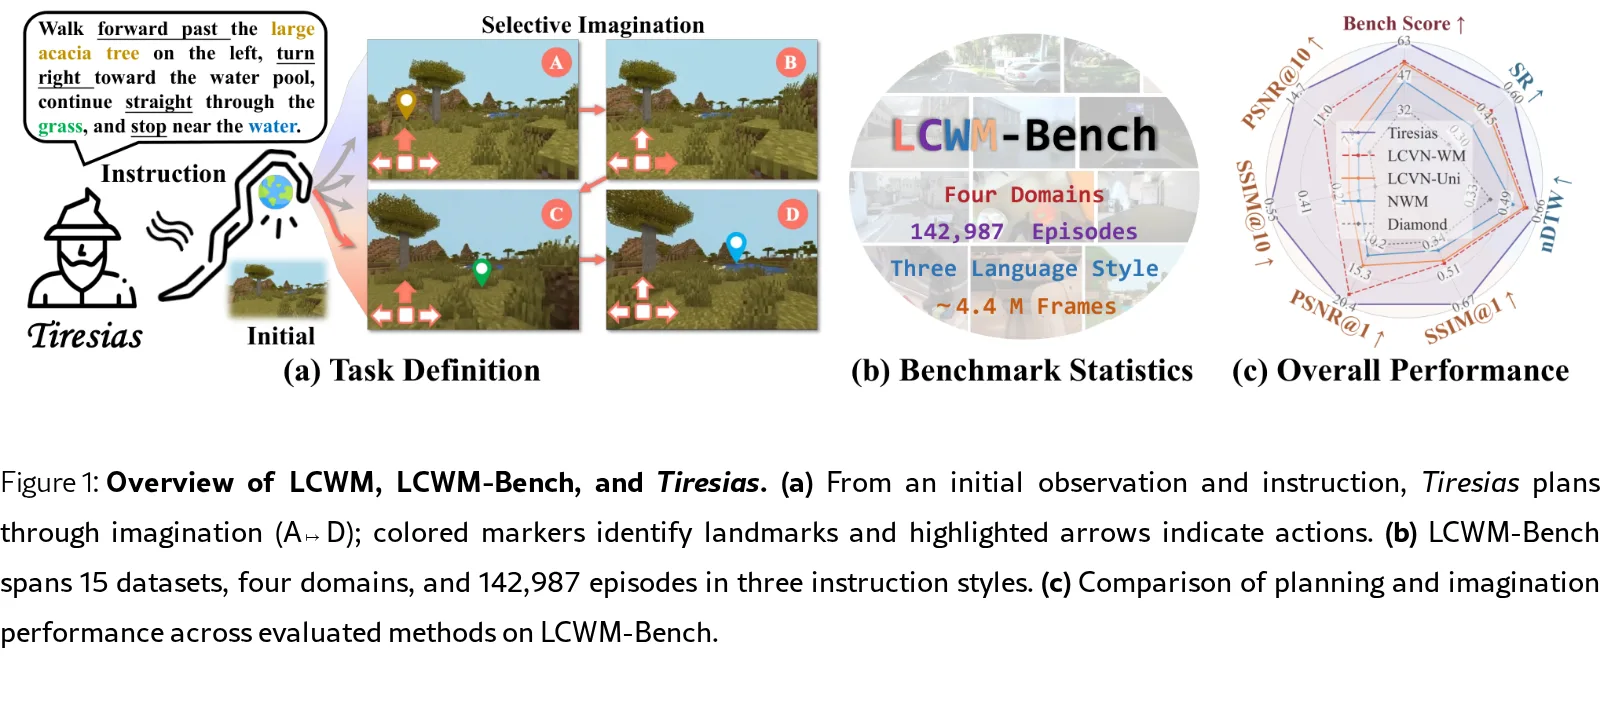 Walk forward past the large
acacia tree on the left, turn
right toward the water pool,
continue straight through the
grass, and stop near the water.
Instruction
Tiresias
Initial
Selective Imagination
A
B
C
D
(a) Task Definition
LCWM-Bench
Four Domains
142,987 Episodes
Three Language Style
~4.4 M Frames
(b) Benchmark Statistics
Bench Score ↑
63
47
32
SR ↑
0.60
0.45
0.30
nDTW ↑
0.66
0.49
0.33
SSIM@1 ↑
0.67
0.51
0.34
PSNR@1 ↑
20.4
15.3
10.2
SSIM@10 ↑
0.55
0.41
PSNR@10 ↑
14.7
11.0
Tiresias
LCVN-WM
LCVN-Uni
NWM
Diamond
(c) Overall Performance
Figure 1: Overview of LCWM, LCWM-Bench, and Tiresias. (a) From an initial observation and instruction, Tiresias plans
through imagination (A ↦ D); colored markers identify landmarks and highlighted arrows indicate actions. (b) LCWM-Bench
spans 15 datasets, four domains, and 142,987 episodes in three instruction styles. (c) Comparison of planning and imagination
performance across evaluated methods on LCWM-Bench.